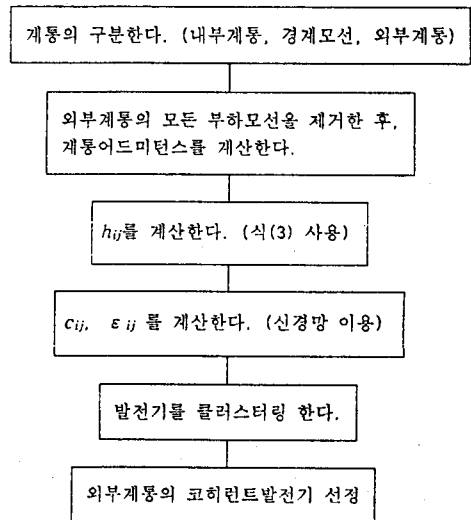 계통의 구분한다. (내부계통, 경계모선, 외부계통)
외부계통의 모든 부하모선을 제거한 후,
계통어드미턴스를 계산한다.
hij를 계산한다. (식(3) 사용)
cij, εij 를 계산한다. (신경망 이용)
발전기를 클러스터링 한다.
외부계통의 코히런트발전기 선정